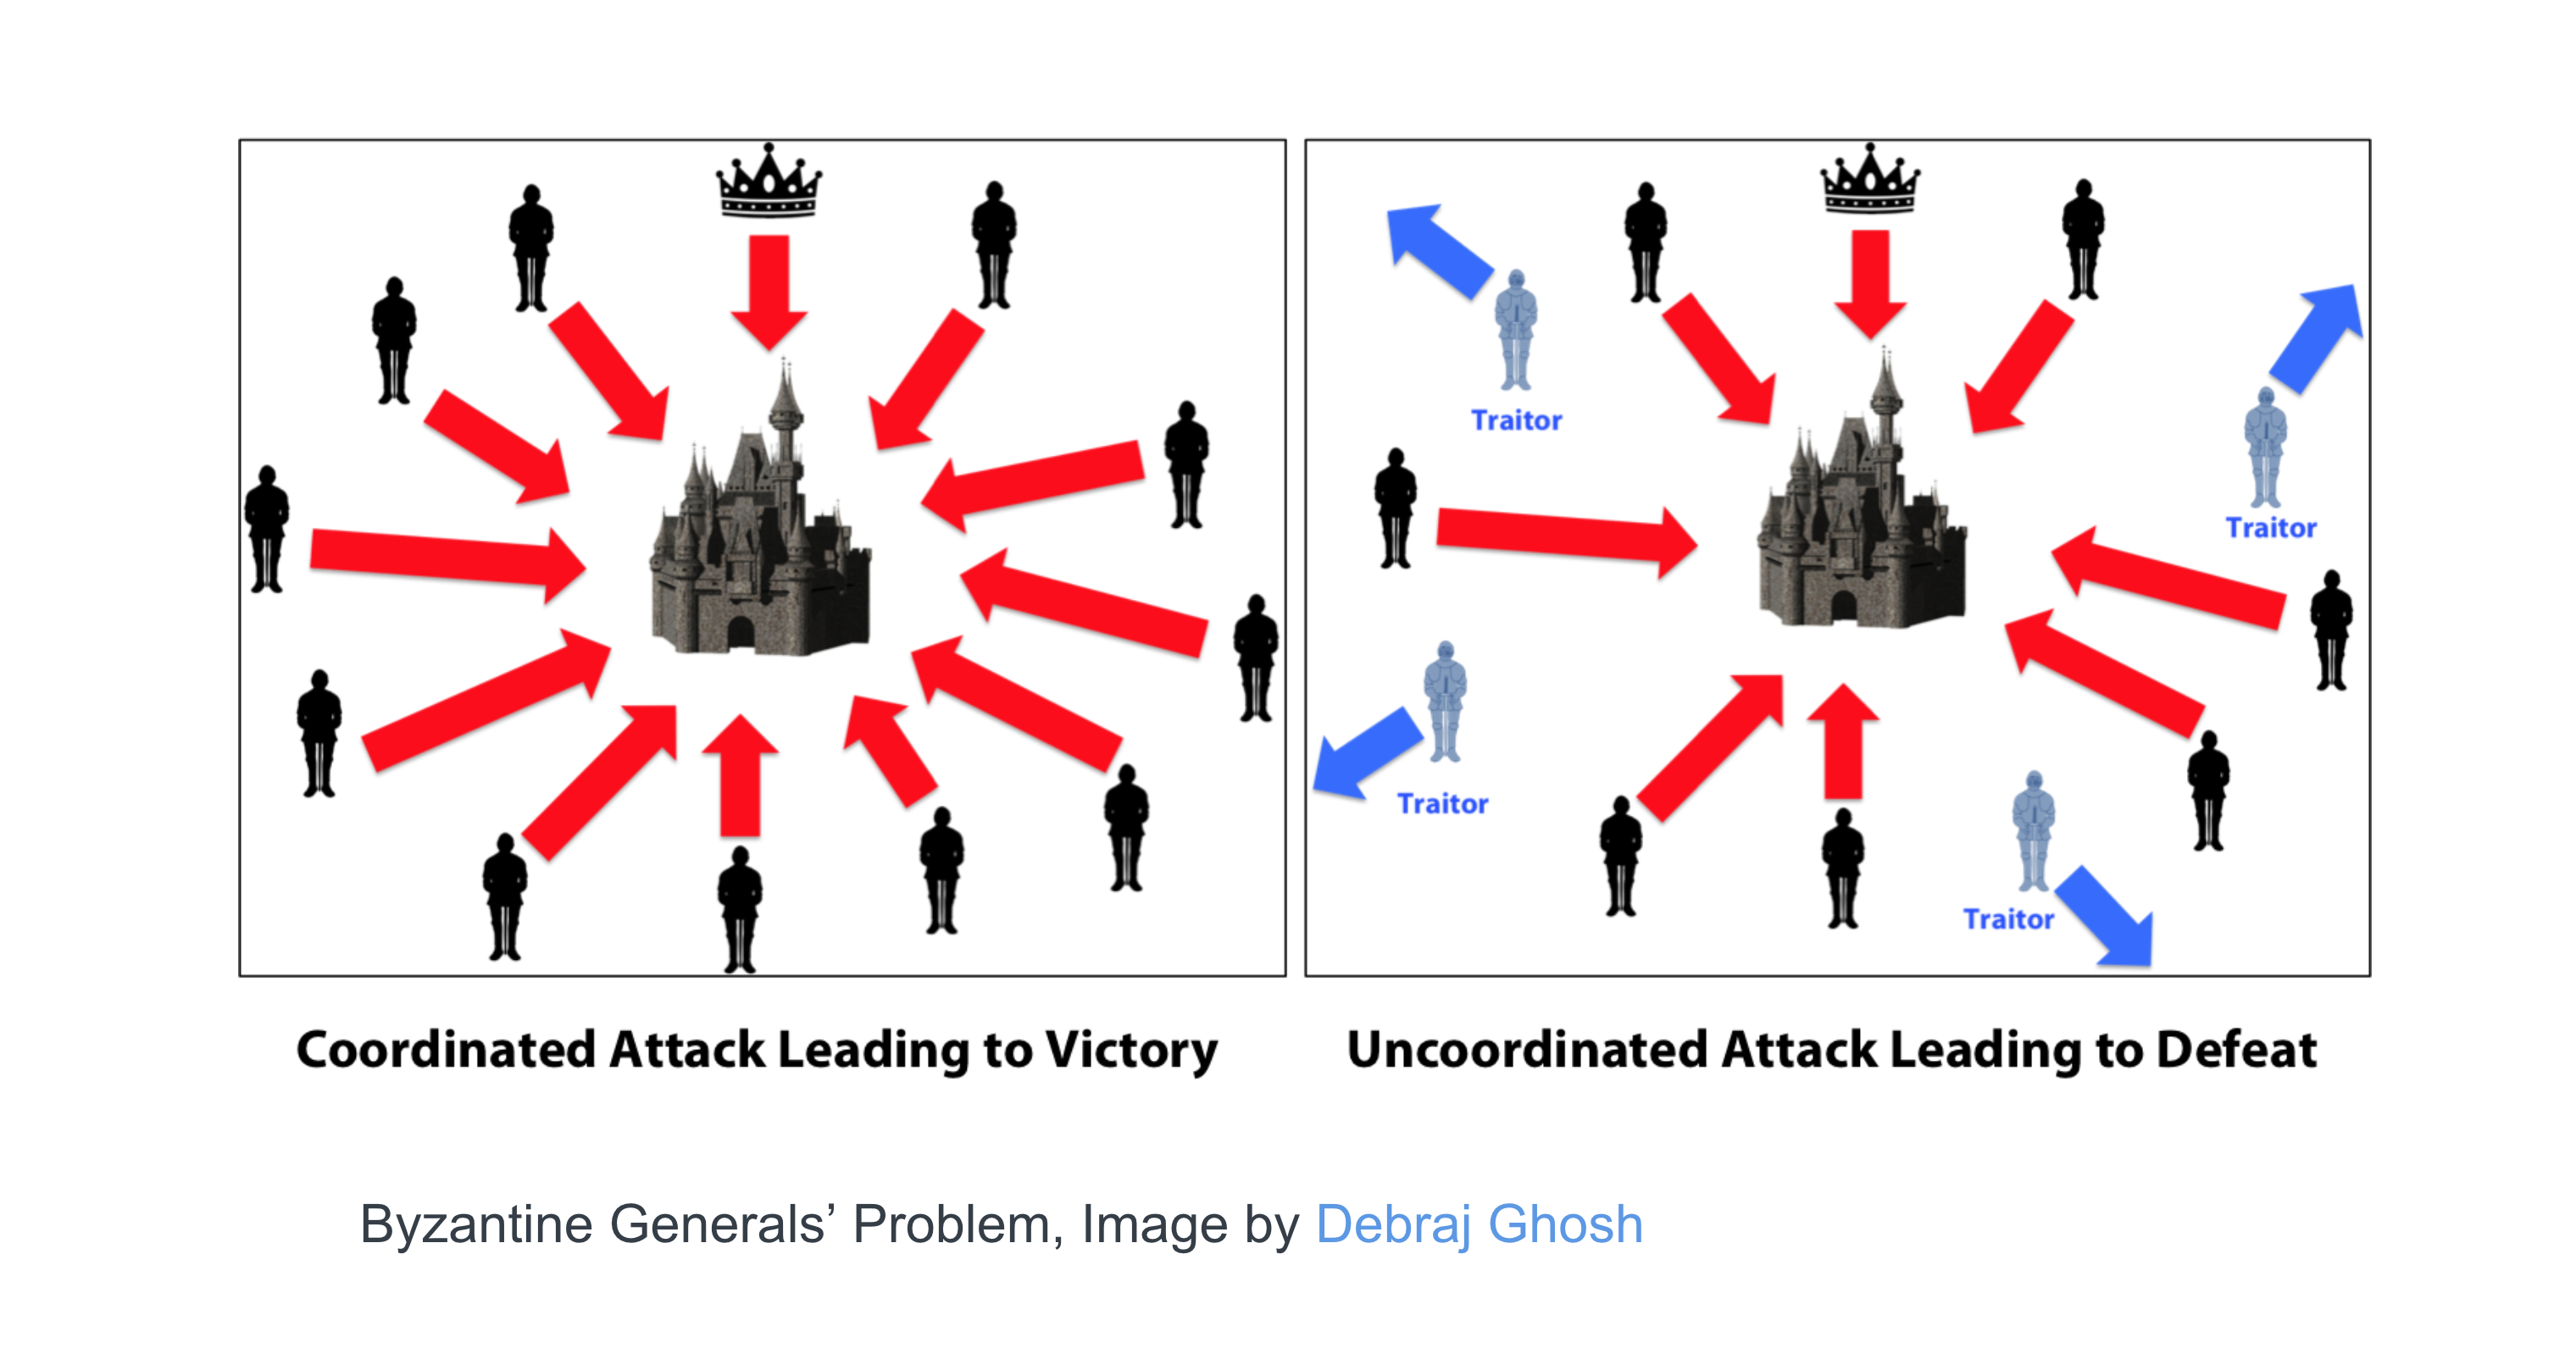 Traitor
Traitor
Traitor
Traitor
Coordinated Attack Leading to Victory
Uncoordinated Attack Leading to Defeat
Byzantine Generals’ Problem, Image by Debraj Ghosh